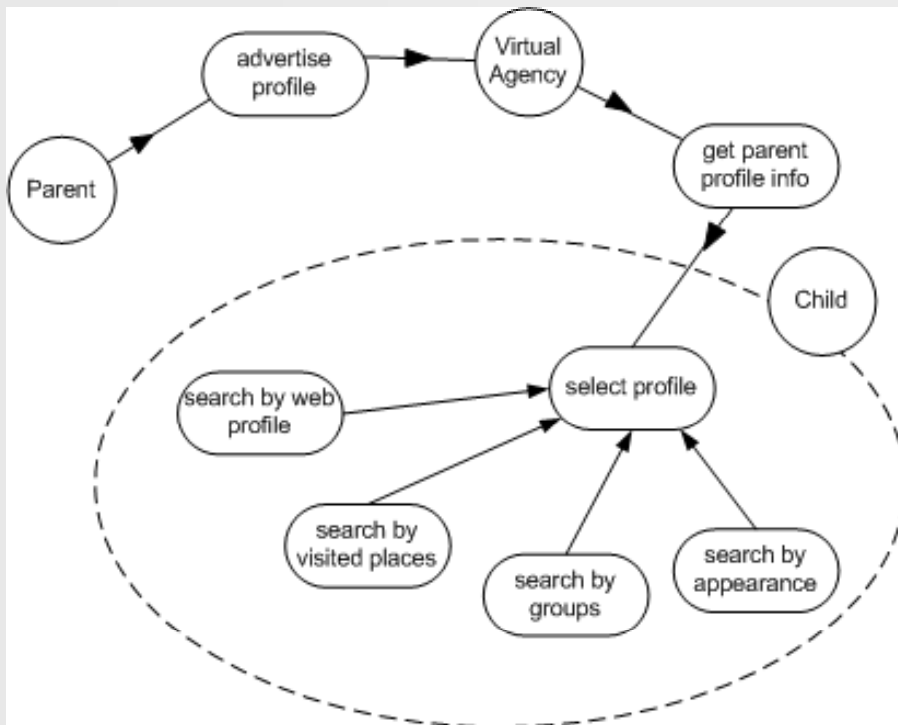 advertise
profile
Virtual
Agency
Parent
get parent
profile info
Child
select profile
search by web
profile
search by
visited places
search by
groups
search by
appearance